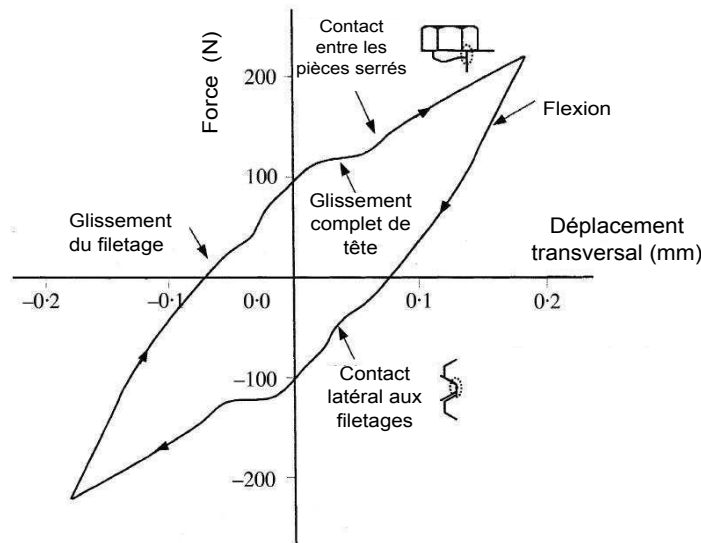 Force (N)
Contact
entre les
pièces serrés
200
Flexion
100
Glissement
du filetage
Glissement
complet de
tête
Déplacement
transversal (mm)
–0·2
–0·1
0·0
0·1
0·2
–100
Contact
latéral aux
filetages
–200